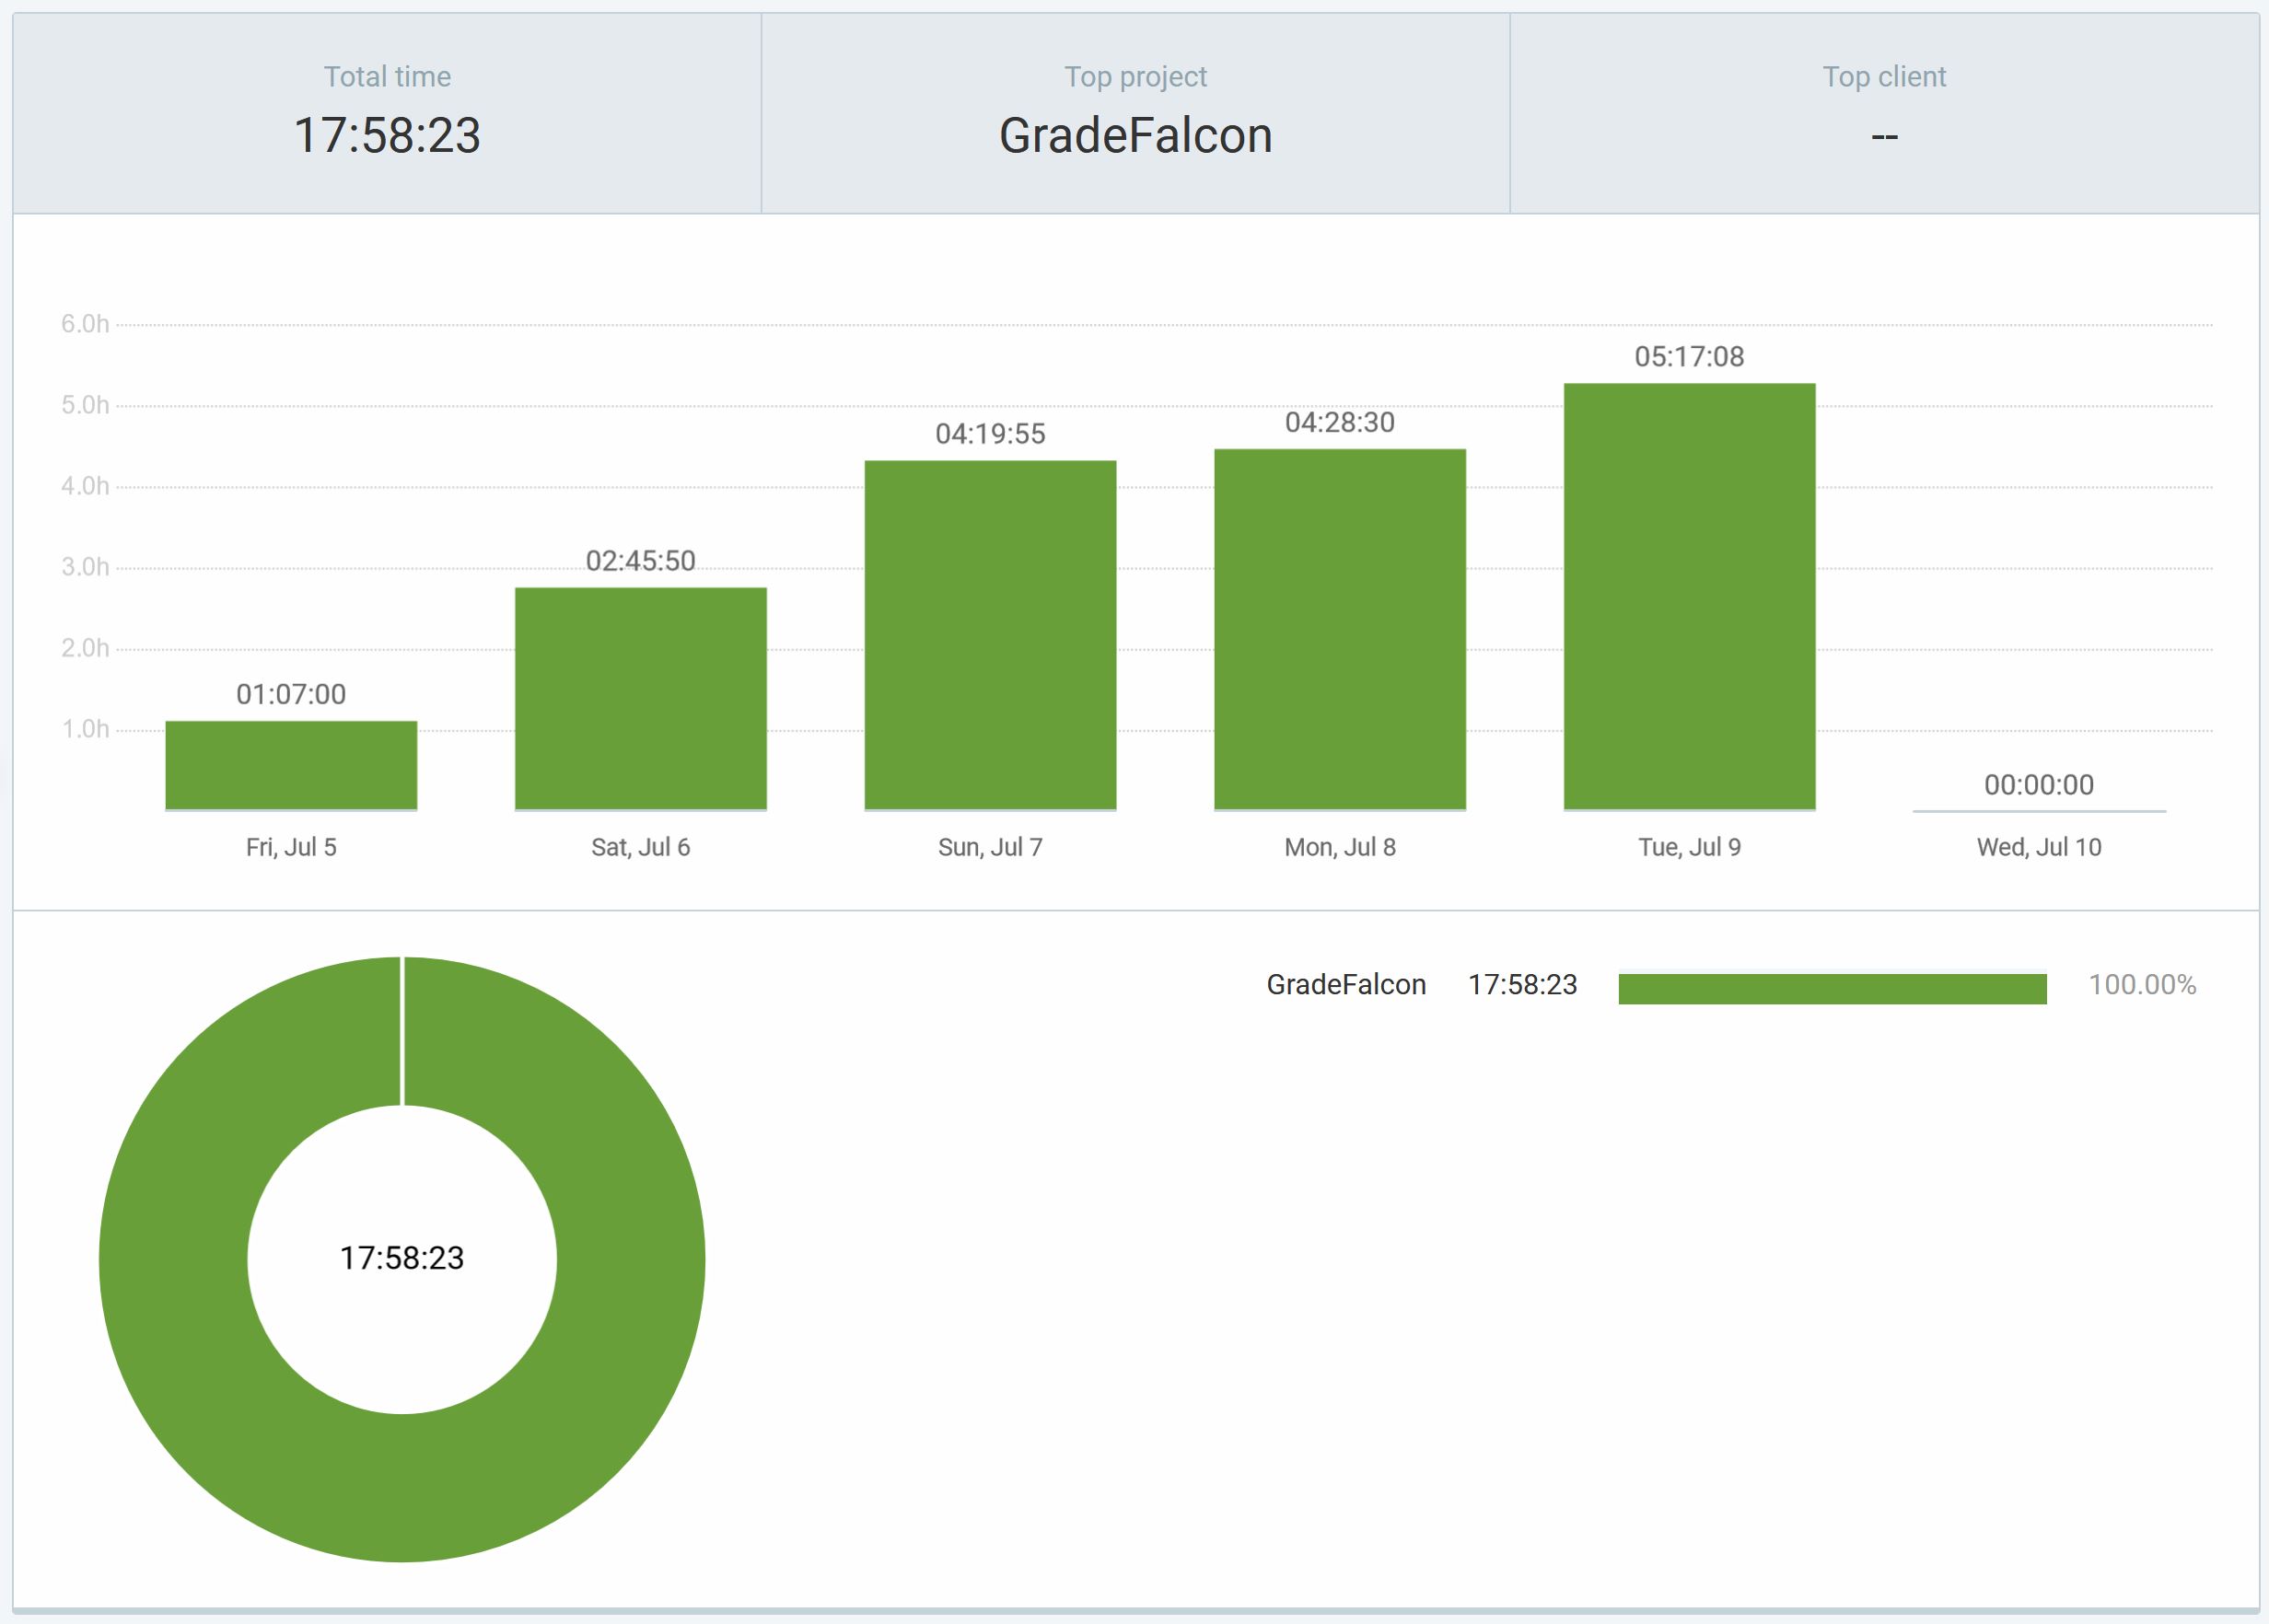 Total time
17:58:23
Top project
GradeFalcon
Top client
--
6.0h
5.0h
4.0h
3.0h
2.0h
1.0h
01:07:00
02:45:50
04:19:55
04:28:30
05:17:08
00:00:00
Fri, Jul 5
Sat, Jul 6
Sun, Jul 7
Mon, Jul 8
Tue, Jul 9
Wed, Jul 10
17:58:23
GradeFalcon 17:58:23 100.00%